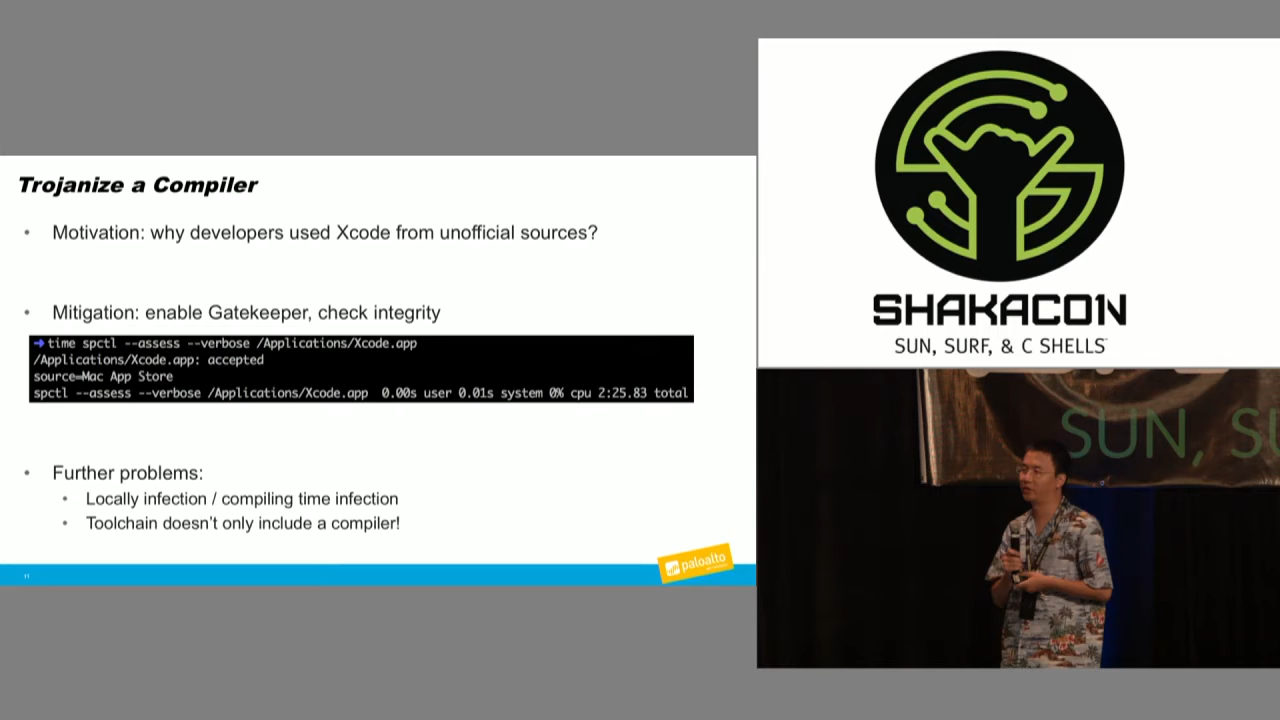 Trojanize a Compiler
• Motivation: why developers used Xcode from unofficial sources?
• Mitigation: enable Gatekeeper, check integrity
➜ time spctl --assess --verbose /Applications/Xcode.app
/Applications/Xcode.app: accepted
source=Mac App Store
spctl --assess --verbose /Applications/Xcode.app 0.00s user 0.01s system 0% cpu 2:25.83 total
• Further problems:
• Locally infection / compiling time infection
• Toolchain doesn't only include a compiler!
11
paloalto
SHAKACON
SUN, SURF, & C SHELLS
SUN, SU